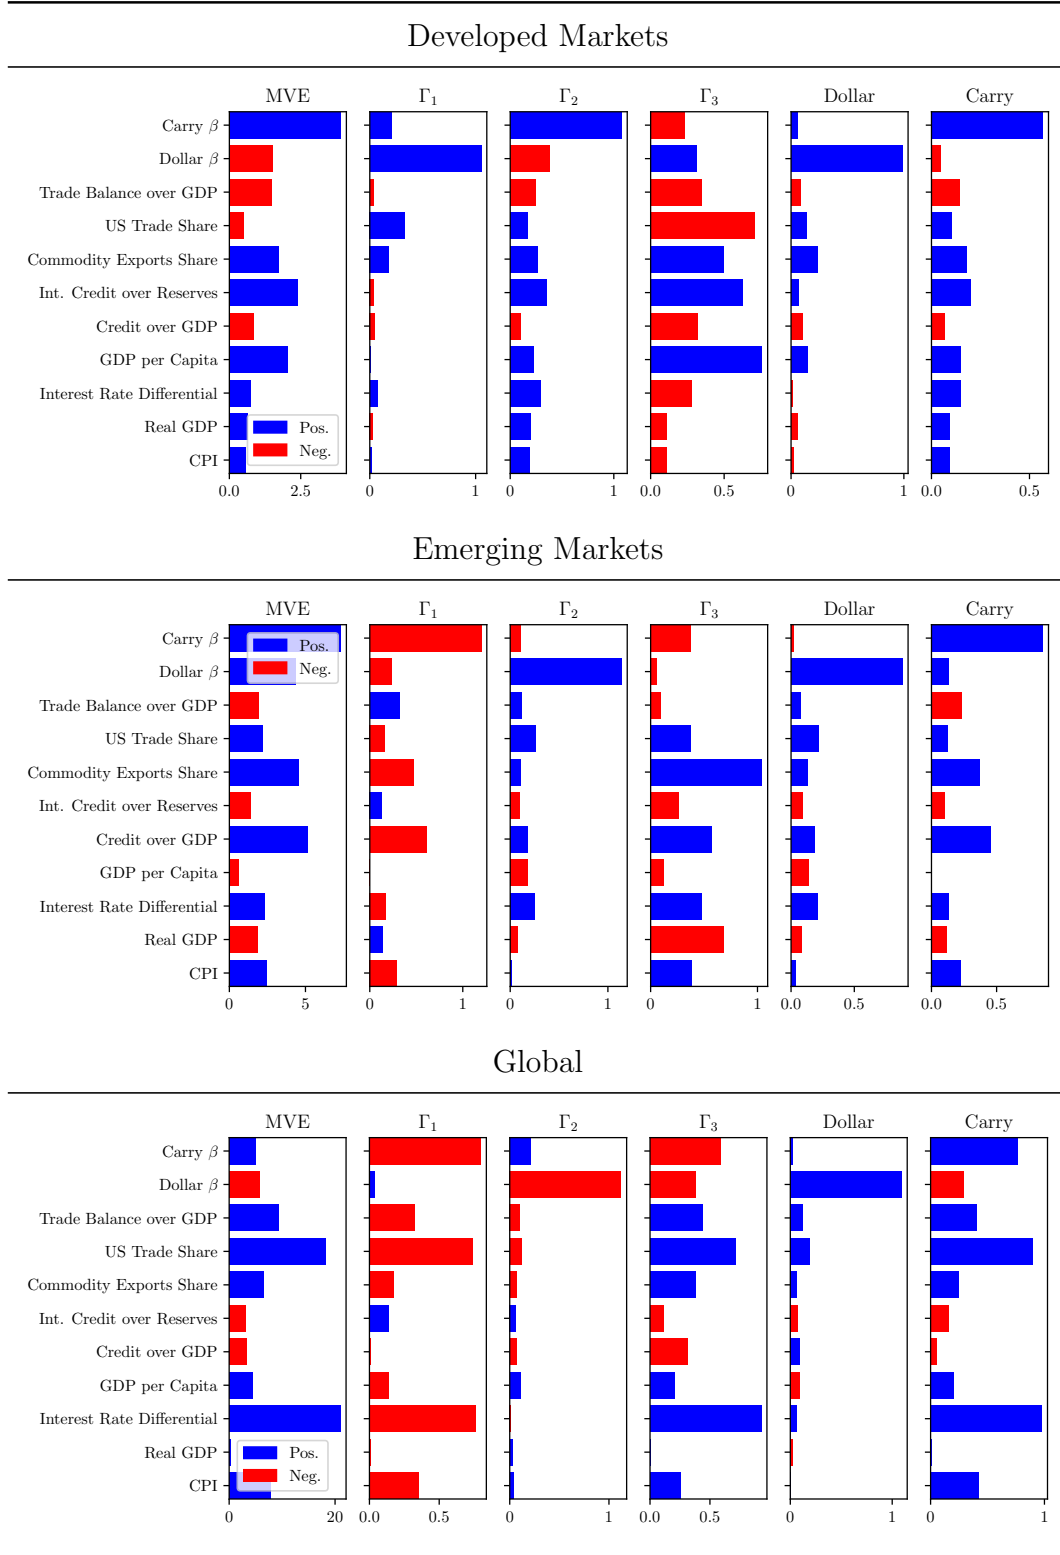 Developed Markets
MVE Γ₁ Γ₂ Γ₃ Dollar Carry
Carry β
Dollar β
Trade Balance over GDP
US Trade Share
Commodity Exports Share
Int. Credit over Reserves
Credit over GDP
GDP per Capita
Interest Rate Differential
Real GDP
CPI
Pos.
Neg.
0.0 2.5 0 1 0 1 0.0 0.5 0 1 0.0 0.5
Emerging Markets
MVE Γ₁ Γ₂ Γ₃ Dollar Carry
Carry β
Dollar β
Trade Balance over GDP
US Trade Share
Commodity Exports Share
Int. Credit over Reserves
Credit over GDP
GDP per Capita
Interest Rate Differential
Real GDP
CPI
Pos.
Neg.
0 5 0 1 0 1 0 1 0.0 0.5 0.0 0.5
Global
MVE Γ₁ Γ₂ Γ₃ Dollar Carry
Carry β
Dollar β
Trade Balance over GDP
US Trade Share
Commodity Exports Share
Int. Credit over Reserves
Credit over GDP
GDP per Capita
Interest Rate Differential
Real GDP
CPI
Pos.
Neg.
0 20 0.0 0.5 0 1 0.0 0.5 0 1 0 1